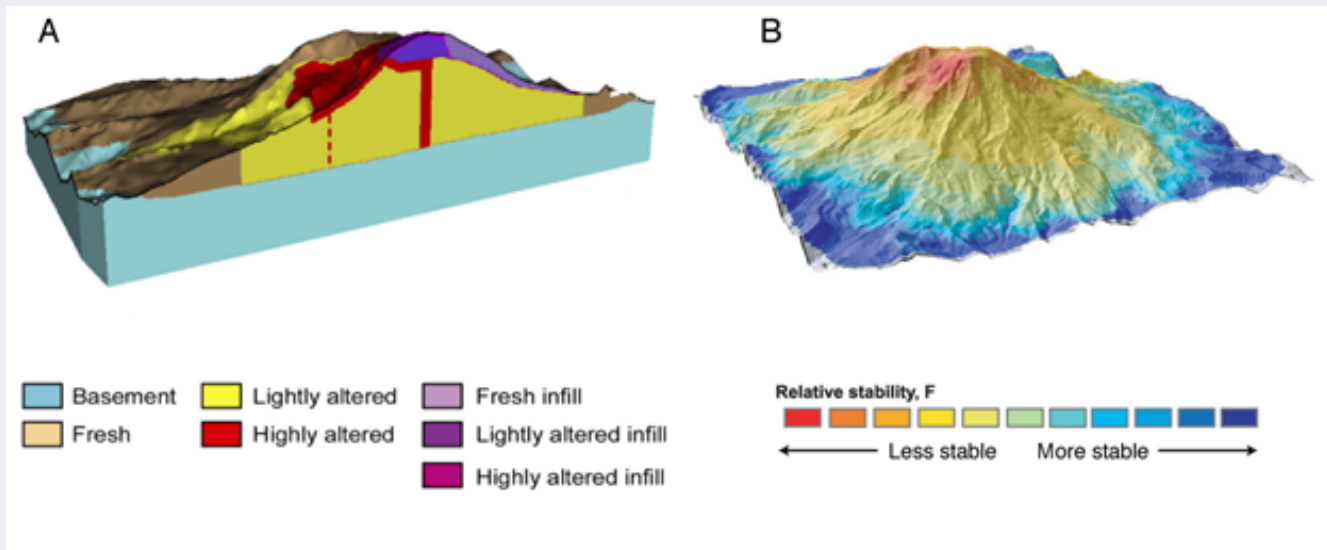 A
B
Basement
Lightly altered
Fresh infill
Fresh
Highly altered
Lightly altered infill
Highly altered infill
Relative stability, F
Less stable More stable